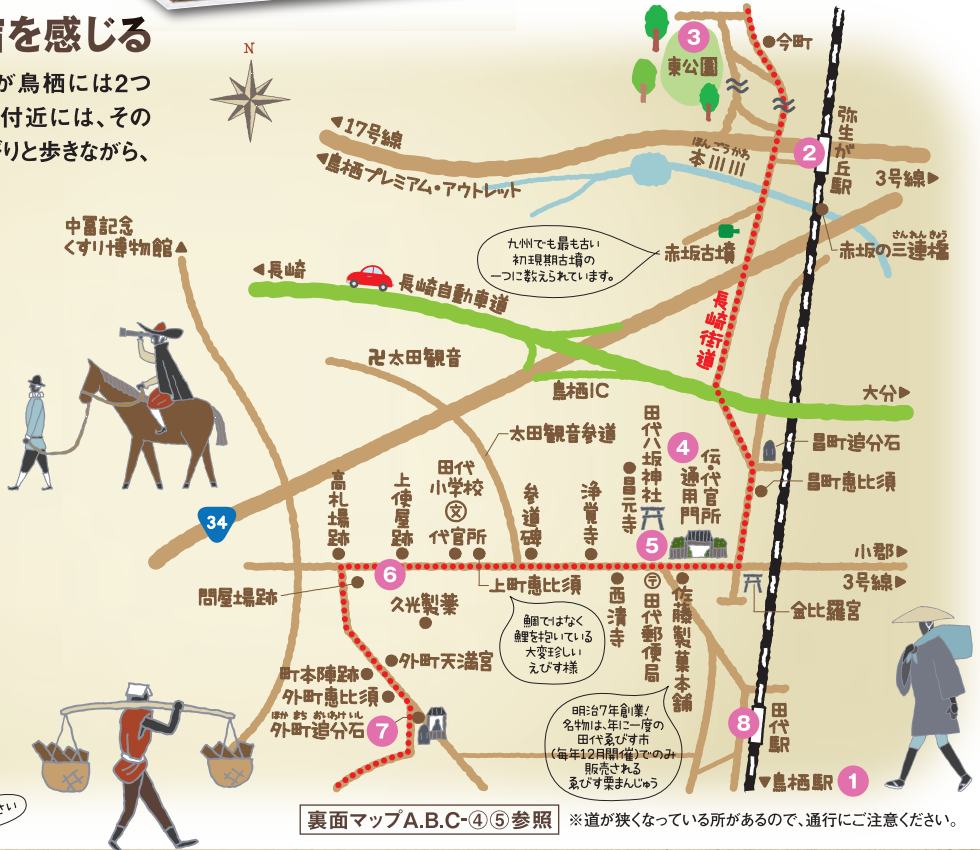 を感じる
が鳥栖には2つ
付近には、その
りと歩きながら、
N
3
東公園
今町
◀17号線
◀鳥栖プレミアム・アウトレット
ほんごうかわ
本川川
2
弥生が丘駅
3号線▶
さんれんきょう
赤坂の三連橋
中冨記念
くすり博物館▲
九州でも最も古い
初現期古墳の
一つに数えられています。
赤坂古墳
◀長崎
長崎自動車道
長崎街道
卍太田観音
鳥栖IC
大分▶
太田観音参道
田代八坂神社
4
伝・代官所
通用門
昌町追分石
昌町恵比須
34
高札場跡
上使屋跡
田代
小学校
文
代官所
参道碑
浄覚寺
昌元寺
5
小郡▶
3号線▶
問屋場跡
6
上町恵比須
久光製薬
西清寺
〒
田代郵便局
佐藤製菓本舗
金比羅宮
鯛ではなく
鯉を抱いている
大変珍しい
えびす様
外町天満宮
町本陣跡
外町恵比須
ほかまちおいわけいし
外町追分石
7
明治7年創業!
名物は、年に一度の
田代ゑびす市
(毎年12月開催)でのみ
販売される
ゑびす栗まんじゅう
8
田代駅
▼鳥栖駅
1
さい
裏面マップA.B.C-④⑤参照
※道が狭くなっている所があるので、通行にご注意ください。